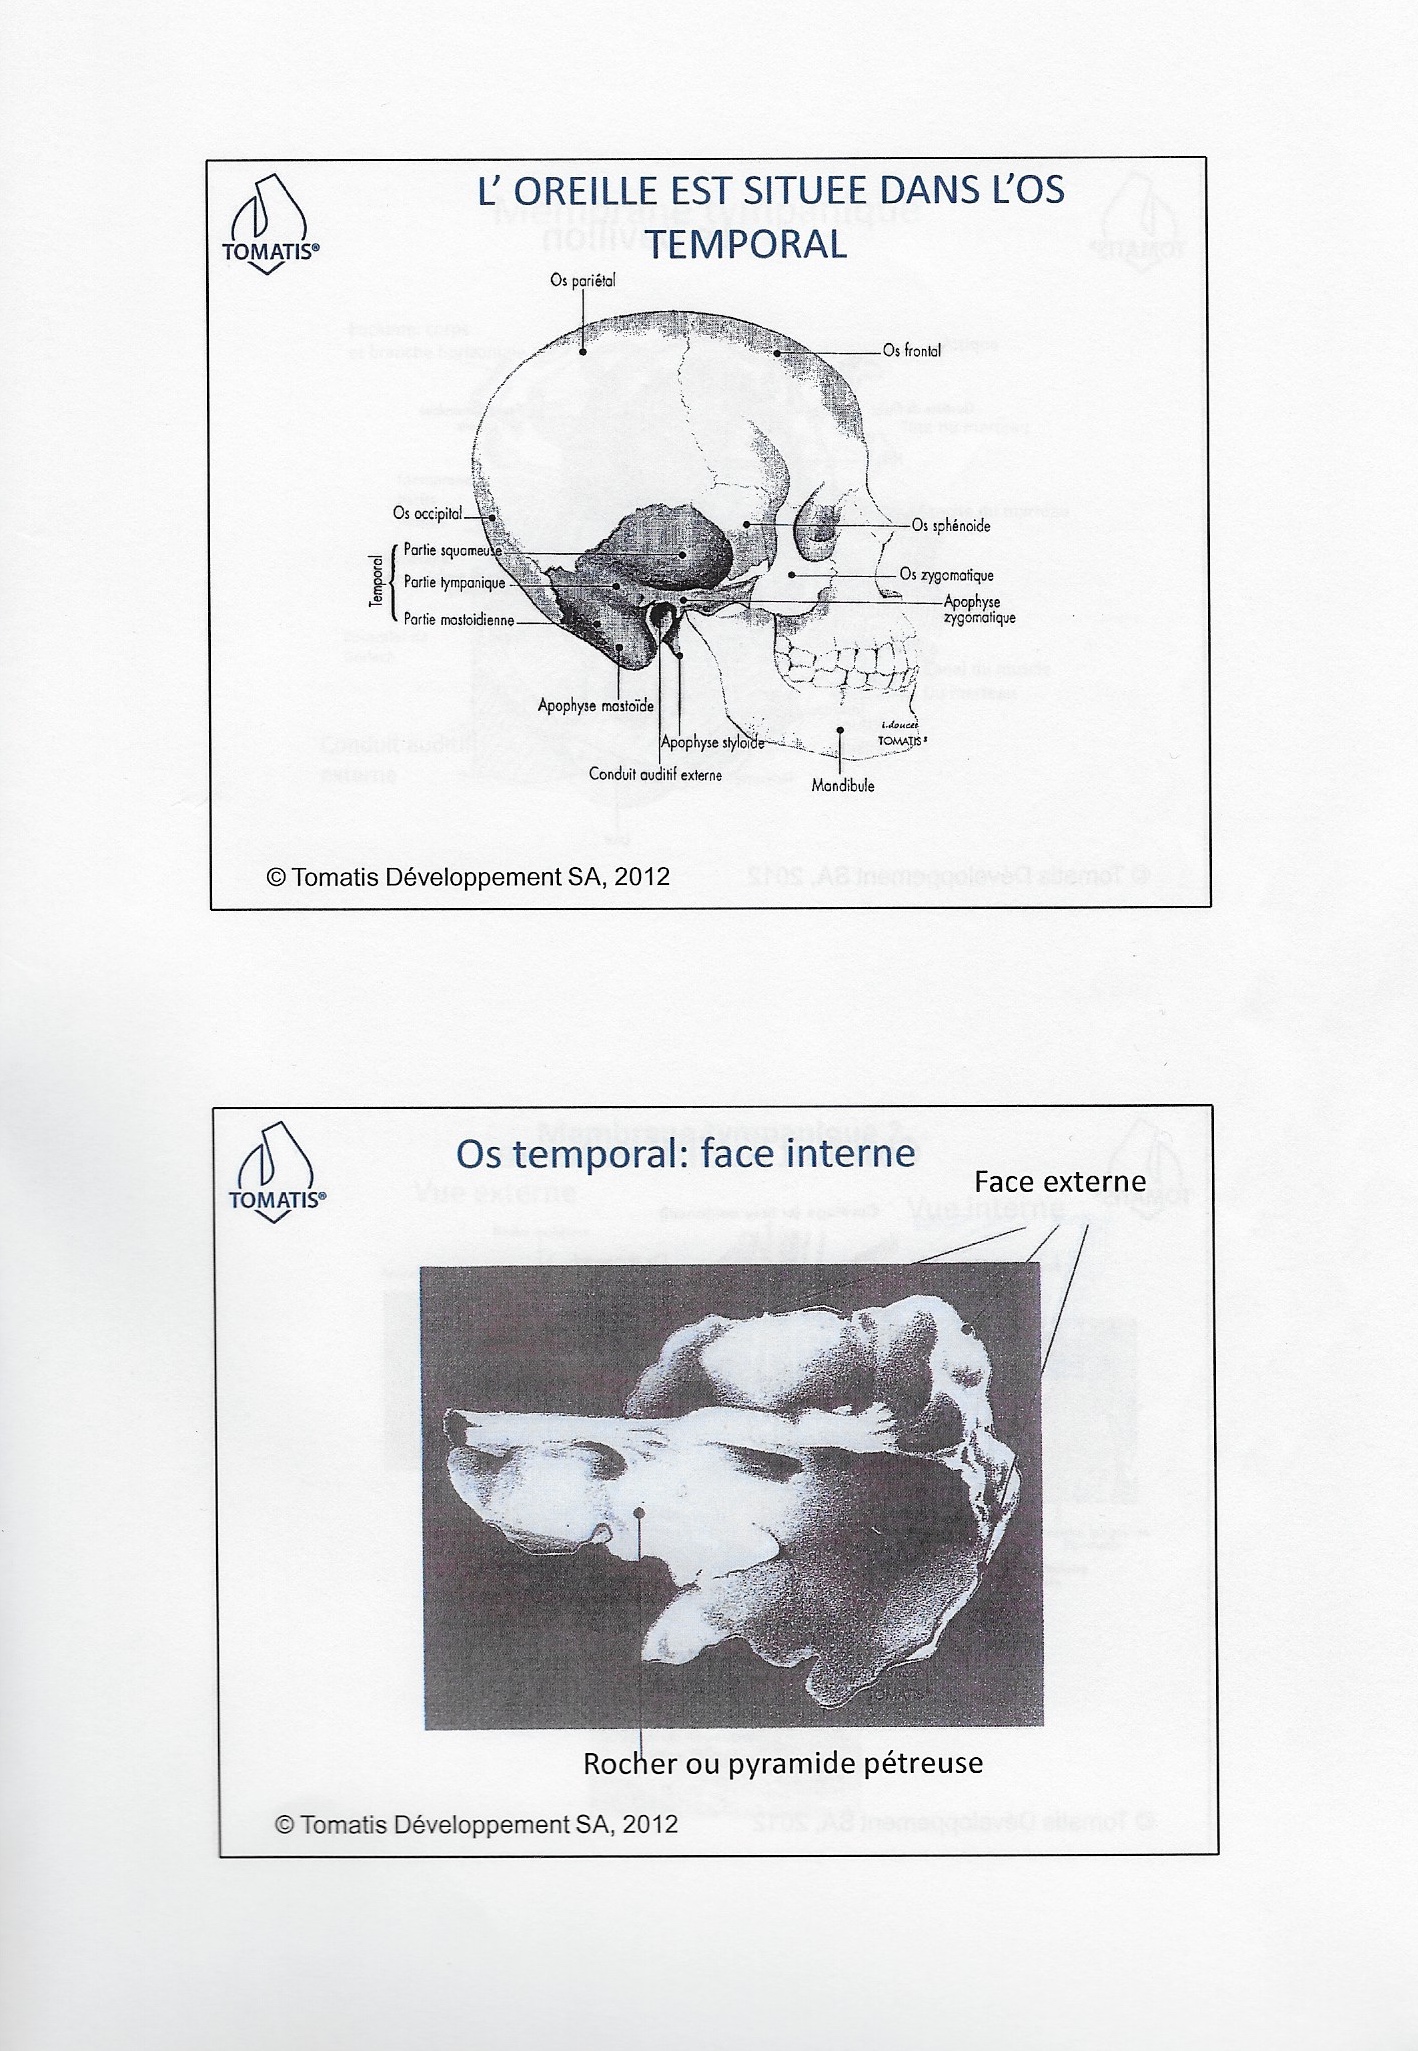 TOMATIS®
L’ OREILLE EST SITUEE DANS L’OS
TEMPORAL
Os pariétal
Os frontal
Os occipital
Os sphénoide
Temporal
Partie squameuse
Partie tympanique
Partie mastoidienne
Os zygomatique
Apophyse
zygomatique
Apophyse mastoïde
Apophyse styloïde
Conduit auditif externe
i.doucet
TOMATIS®
Mandibule
© Tomatis Développement SA, 2012
TOMATIS®
Os temporal: face interne
Face externe
TOMATIS
Rocher ou pyramide pétreuse
© Tomatis Développement SA, 2012